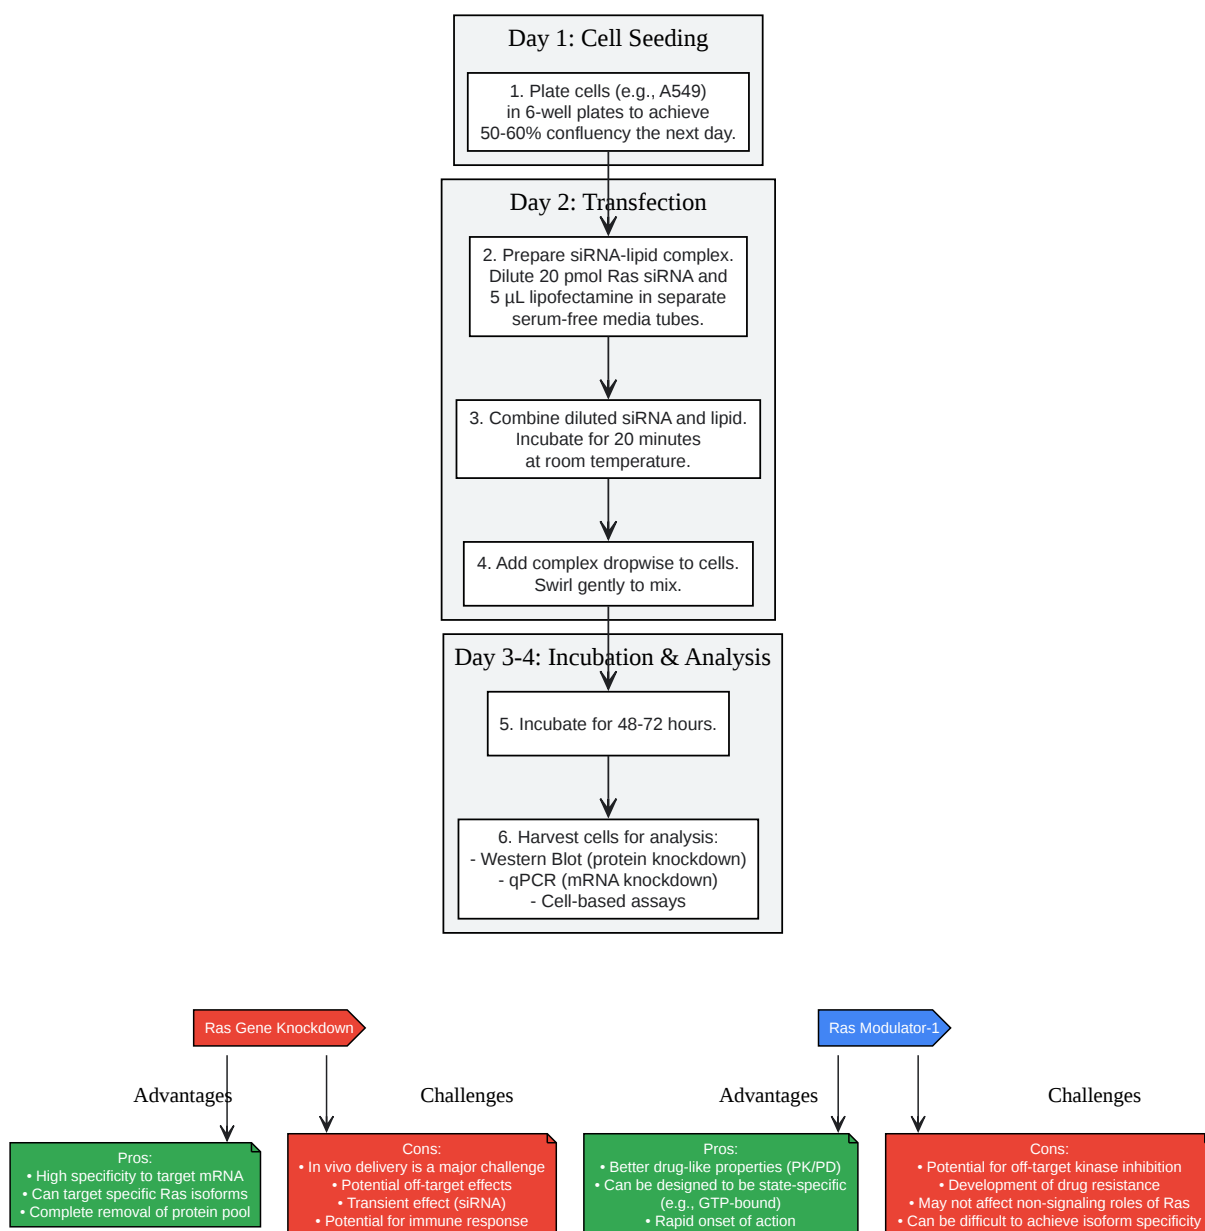 Day 1: Cell Seeding
1. Plate cells (e.g., A549)
in 6-well plates to achieve
50-60% confluency the next day.
Day 2: Transfection
2. Prepare siRNA-lipid complex.
Dilute 20 pmol Ras siRNA and
5 µL lipofectamine in separate
serum-free media tubes.
3. Combine diluted siRNA and lipid.
Incubate for 20 minutes
at room temperature.
4. Add complex dropwise to cells.
Swirl gently to mix.
Day 3-4: Incubation & Analysis
5. Incubate for 48-72 hours.
6. Harvest cells for analysis:
- Western Blot (protein knockdown)
- qPCR (mRNA knockdown)
- Cell-based assays
Ras Gene Knockdown
Advantages
Challenges
Pros:
• High specificity to target mRNA
• Can target specific Ras isoforms
• Complete removal of protein pool
Cons:
• In vivo delivery is a major challenge
• Potential off-target effects
• Transient effect (siRNA)
• Potential for immune response
Ras Modulator-1
Advantages
Challenges
Pros:
• Better drug-like properties (PK/PD)
• Can be designed to be state-specific
(e.g., GTP-bound)
• Rapid onset of action
Cons:
• Potential for off-target kinase inhibition
• Development of drug resistance
• May not affect non-signaling roles of Ras
• Can be difficult to achieve isoform specificity